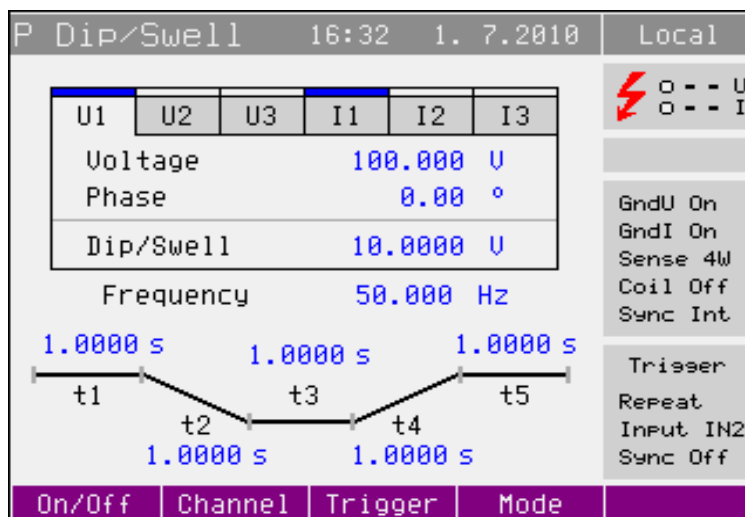 P Dip/Swell 16:32 1. 7.2010 Local
U1 U2 U3 I1 I2 I3
Voltage 100.000 V
Phase 0.00 °
Dip/Swell 10.0000 V
Frequency 50.000 Hz
1.0000 s 1.0000 s 1.0000 s
t1 t3 t5
t2 t4
1.0000 s 1.0000 s
U
I
GndU On
GndI On
Sense 4W
Coil Off
Sync Int
Trigger
Repeat
Input IN2
Sync Off
On/Off Channel Trigger Mode